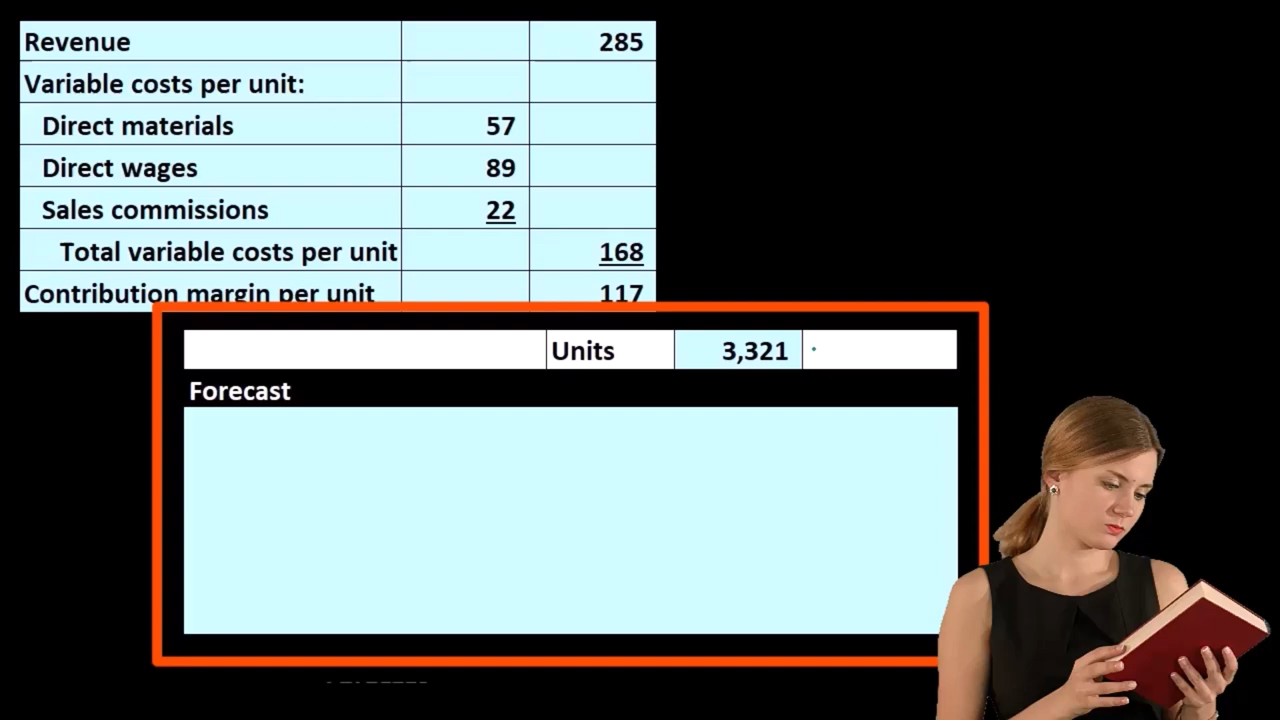 Revenue 285
Variable costs per unit:
Direct materials 57
Direct wages 89
Sales commissions 22
Total variable costs per unit 168
Contribution margin per unit 117
Units 3,321
Forecast